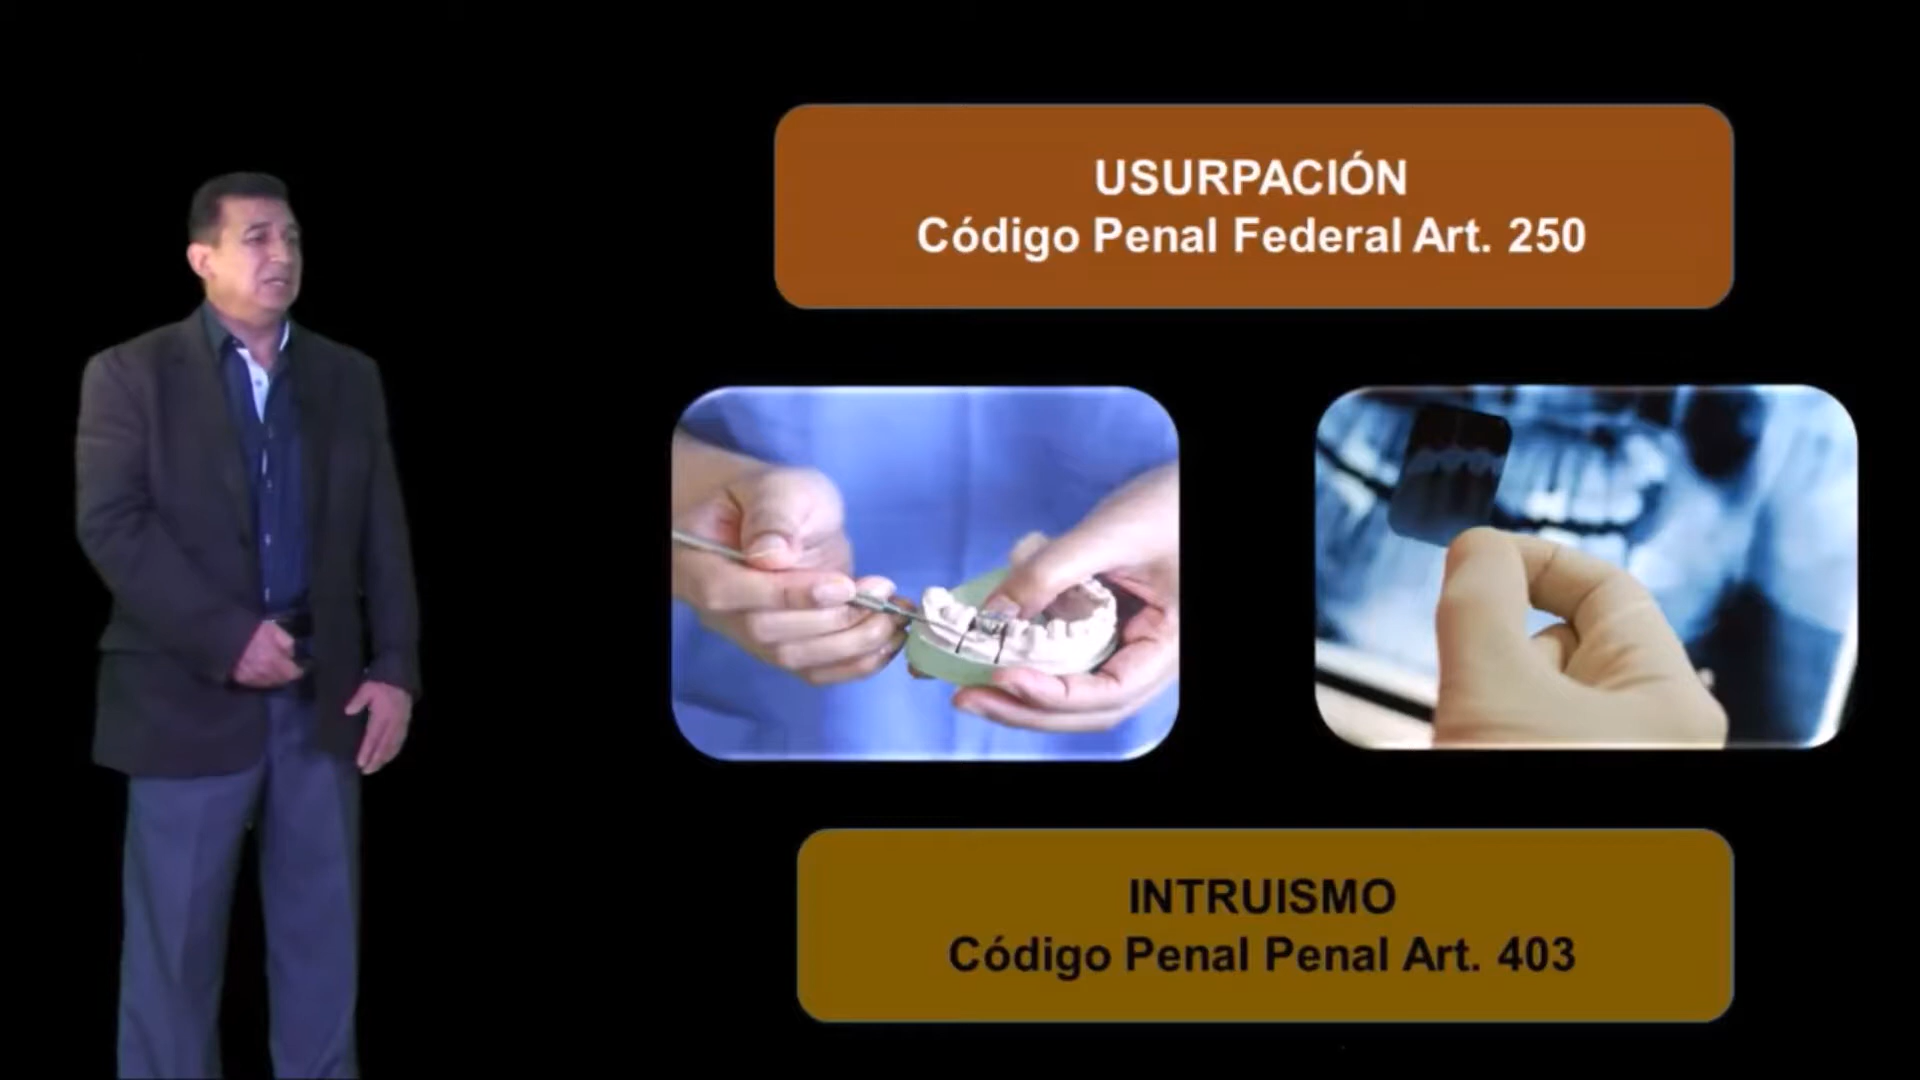 USURPACIÓN
Código Penal Federal Art. 250
INTRUISMO
Código Penal Penal Art. 403